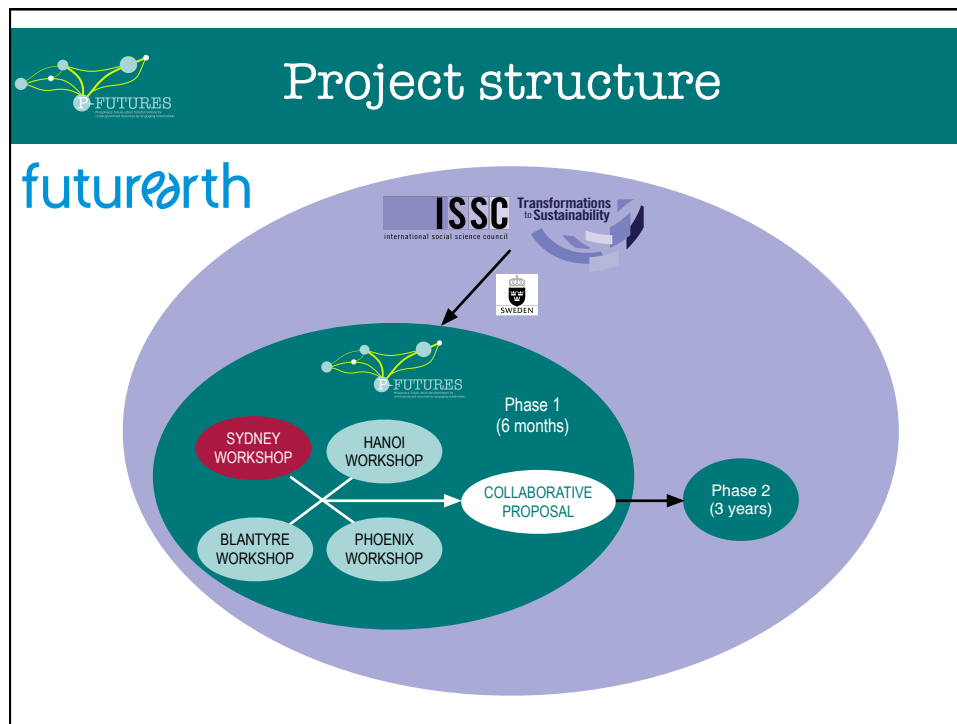 Project structure
P-FUTURES
futurearth
ISSC
international social science council
Transformations
to Sustainability
SWEDEN
P-FUTURES
Phase 1
(6 months)
SYDNEY
WORKSHOP
HANOI
WORKSHOP
BLANTYRE
WORKSHOP
PHOENIX
WORKSHOP
COLLABORATIVE
PROPOSAL
Phase 2
(3 years)